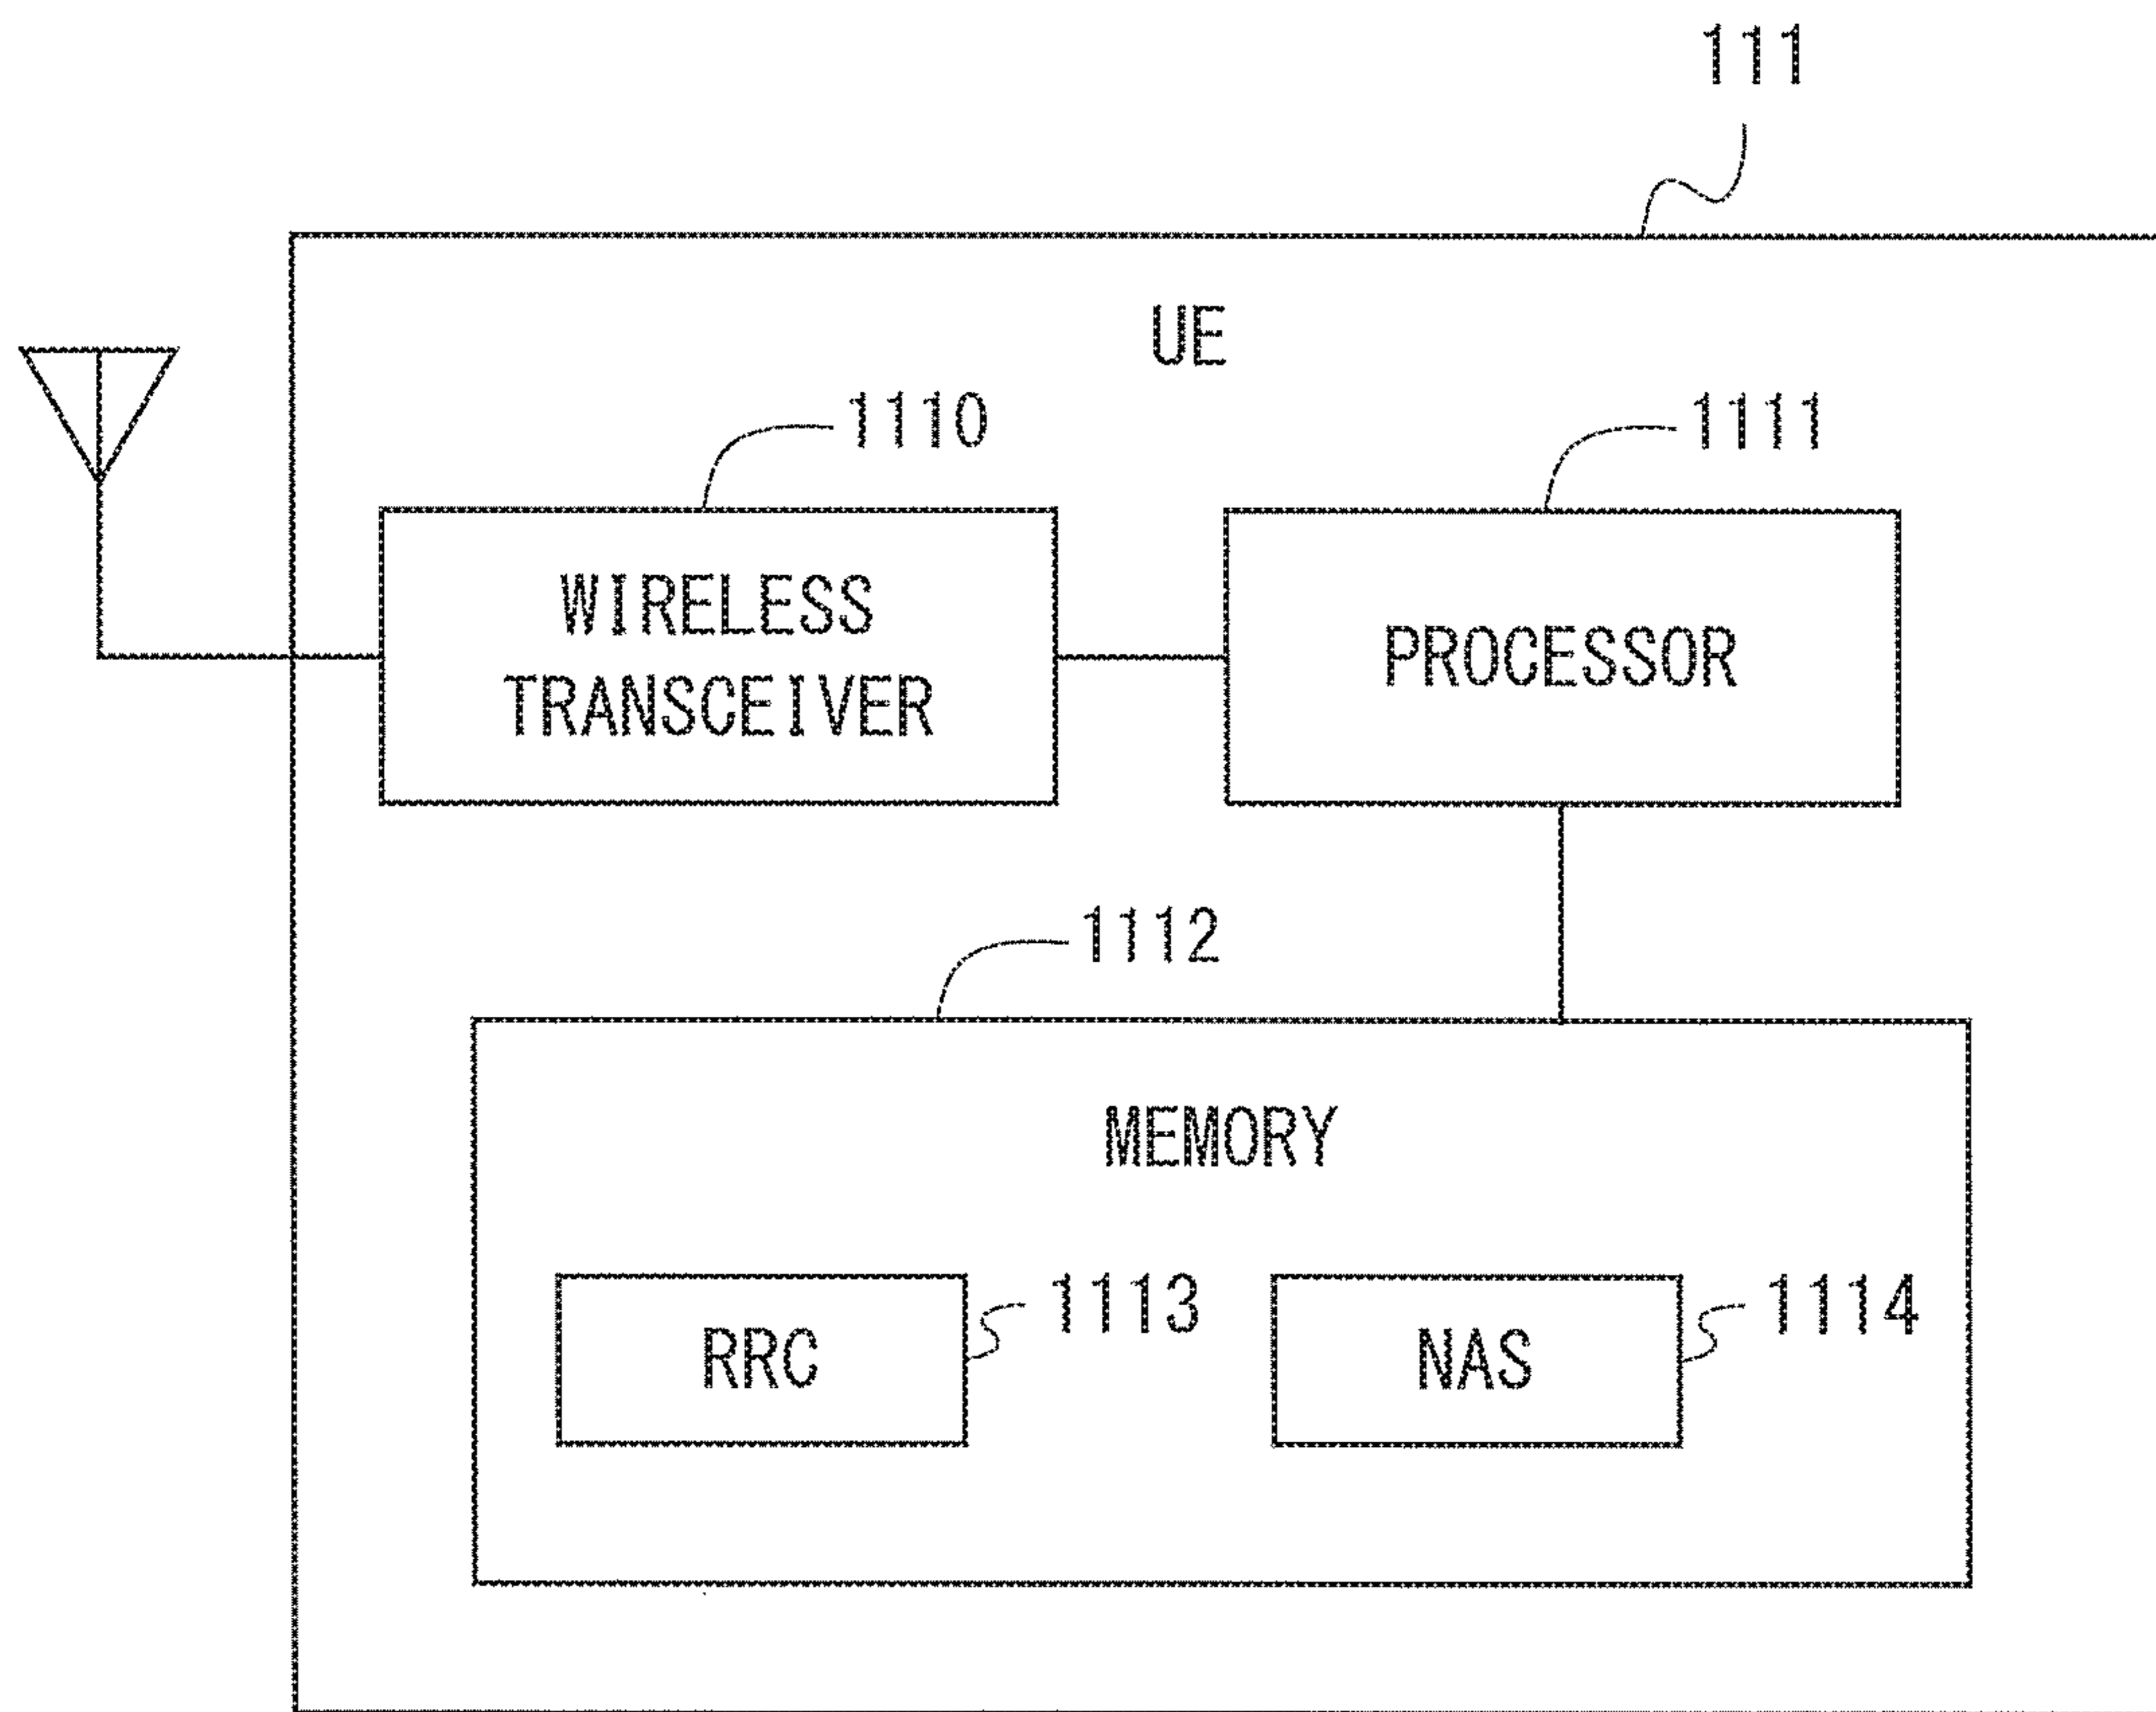 111
UE
1110
1111
WIRELESS
TRANSCEIVER
PROCESSOR
1112
MEMORY
RRC
1113
NAS
1114